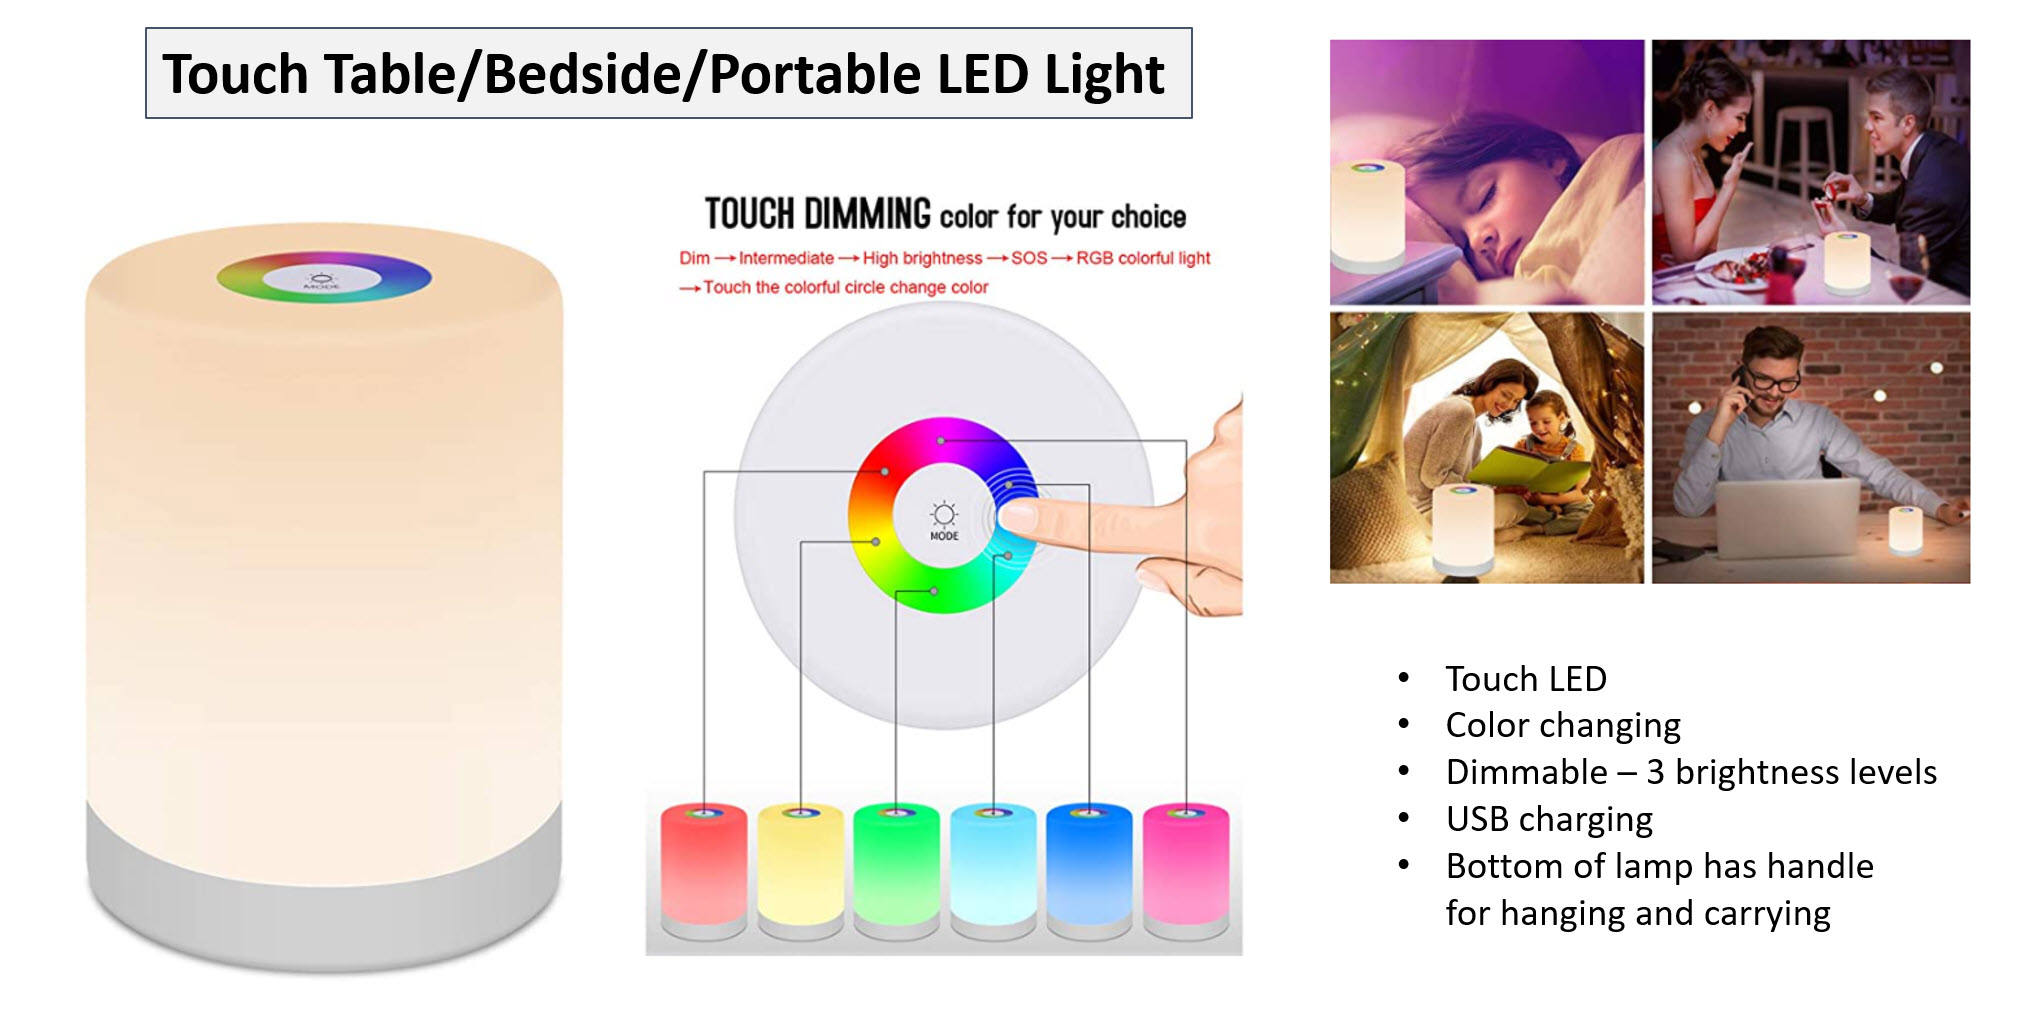 Touch Table/Bedside/Portable LED Light
MODE
TOUCH DIMMING color for your choice
Dim→Intermediate→High brightness→SOS→RGB colorful light
→Touch the colorful circle change color
MODE
• Touch LED
• Color changing
• Dimmable – 3 brightness levels
• USB charging
• Bottom of lamp has handle
for hanging and carrying